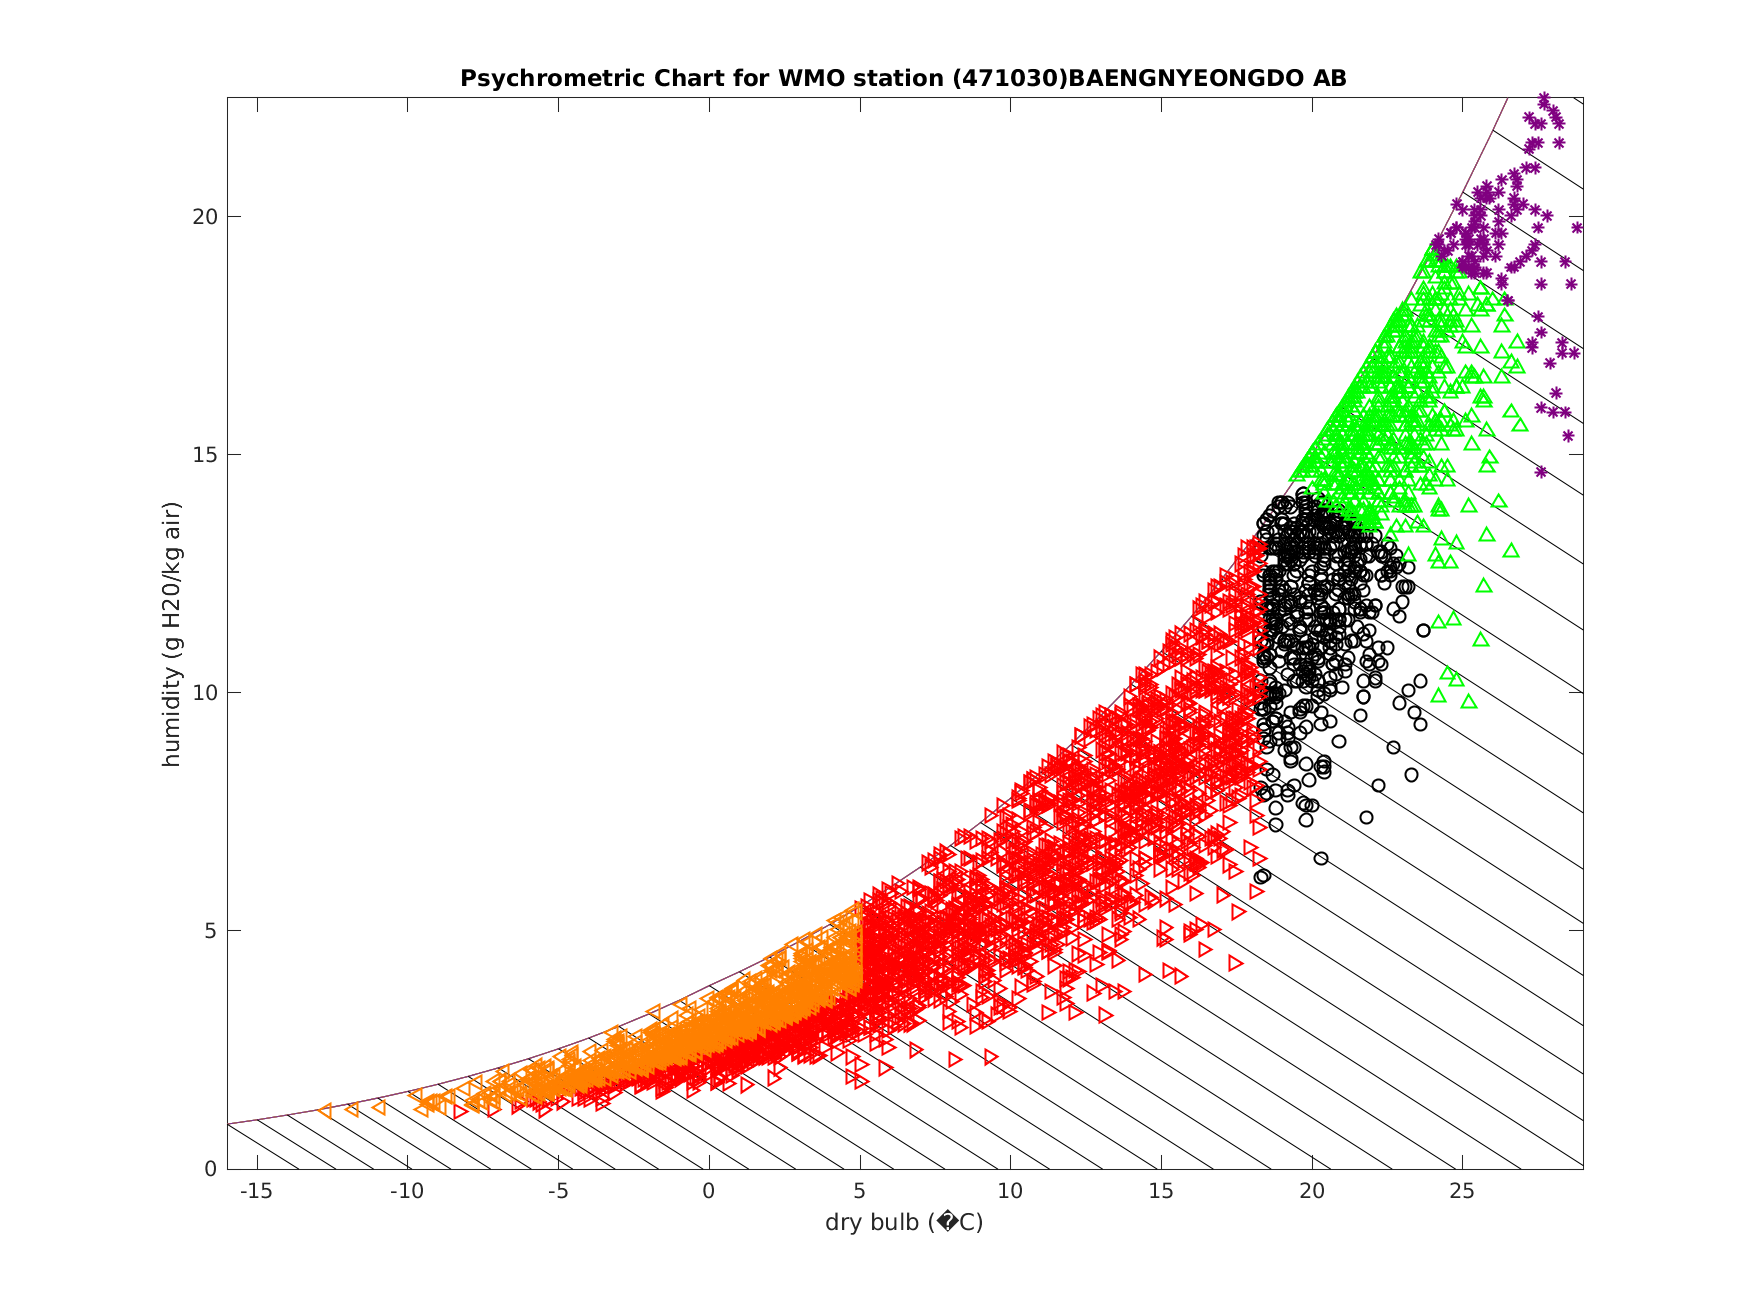 Psychrometric Chart for WMO station (471030)BAENGNYEONGDO AB
humidity (g H20/kg air)
20
15
10
5
0
-15 -10 -5 0 5 10 15 20 25
dry bulb (�C)